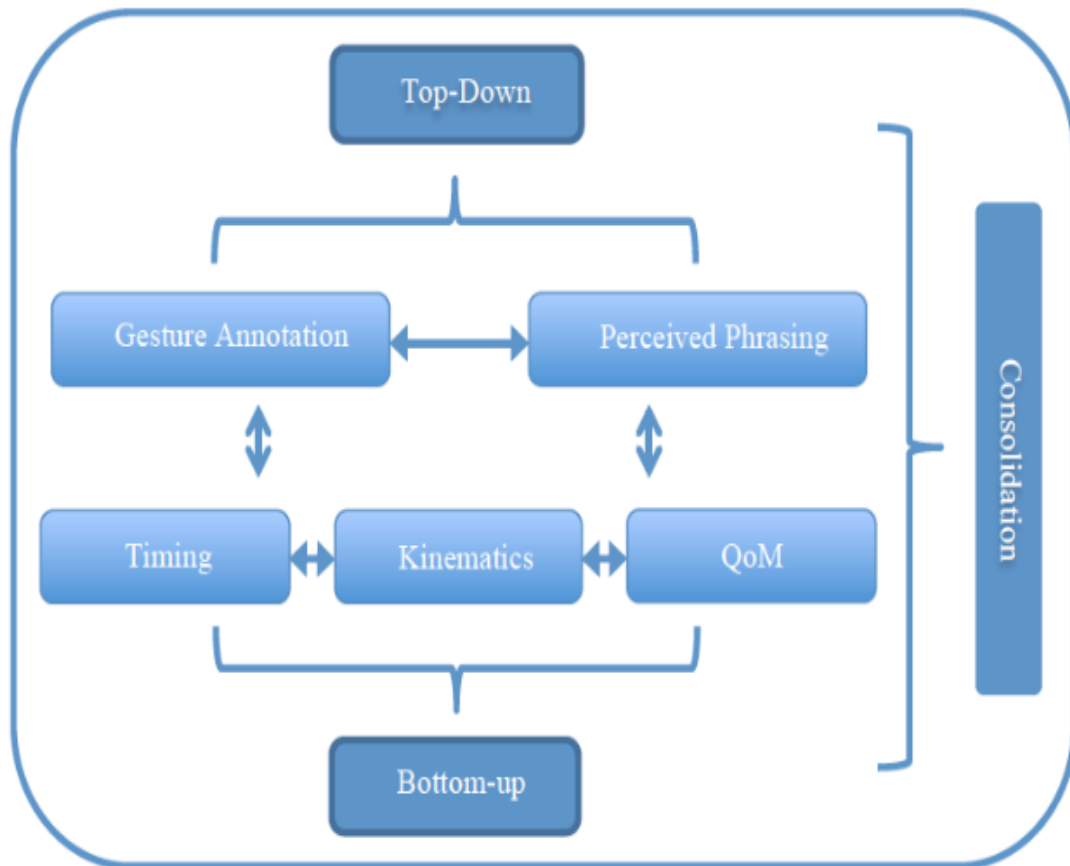 Top-Down
Gesture Annotation
Perceived Phrasing
Consolidation
Timing
Kinematics
QoM
Bottom-up